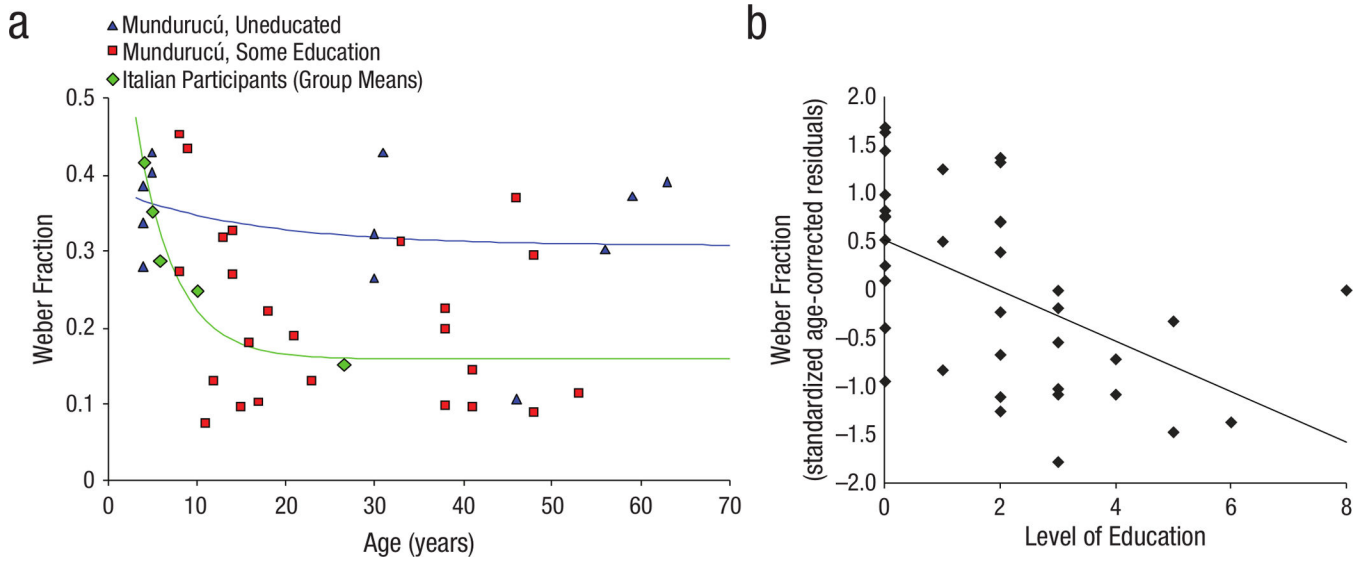 a
Mundurucú, Uneducated
Mundurucú, Some Education
Italian Participants (Group Means)
0.5
0.4
0.3
0.2
0.1
0
Weber Fraction
0 10 20 30 40 50 60 70
Age (years)
b
2.0
1.5
1.0
0.5
0
−0.5
−1.0
−1.5
−2.0
Weber Fraction
(standardized age-corrected residuals)
0 2 4 6 8
Level of Education